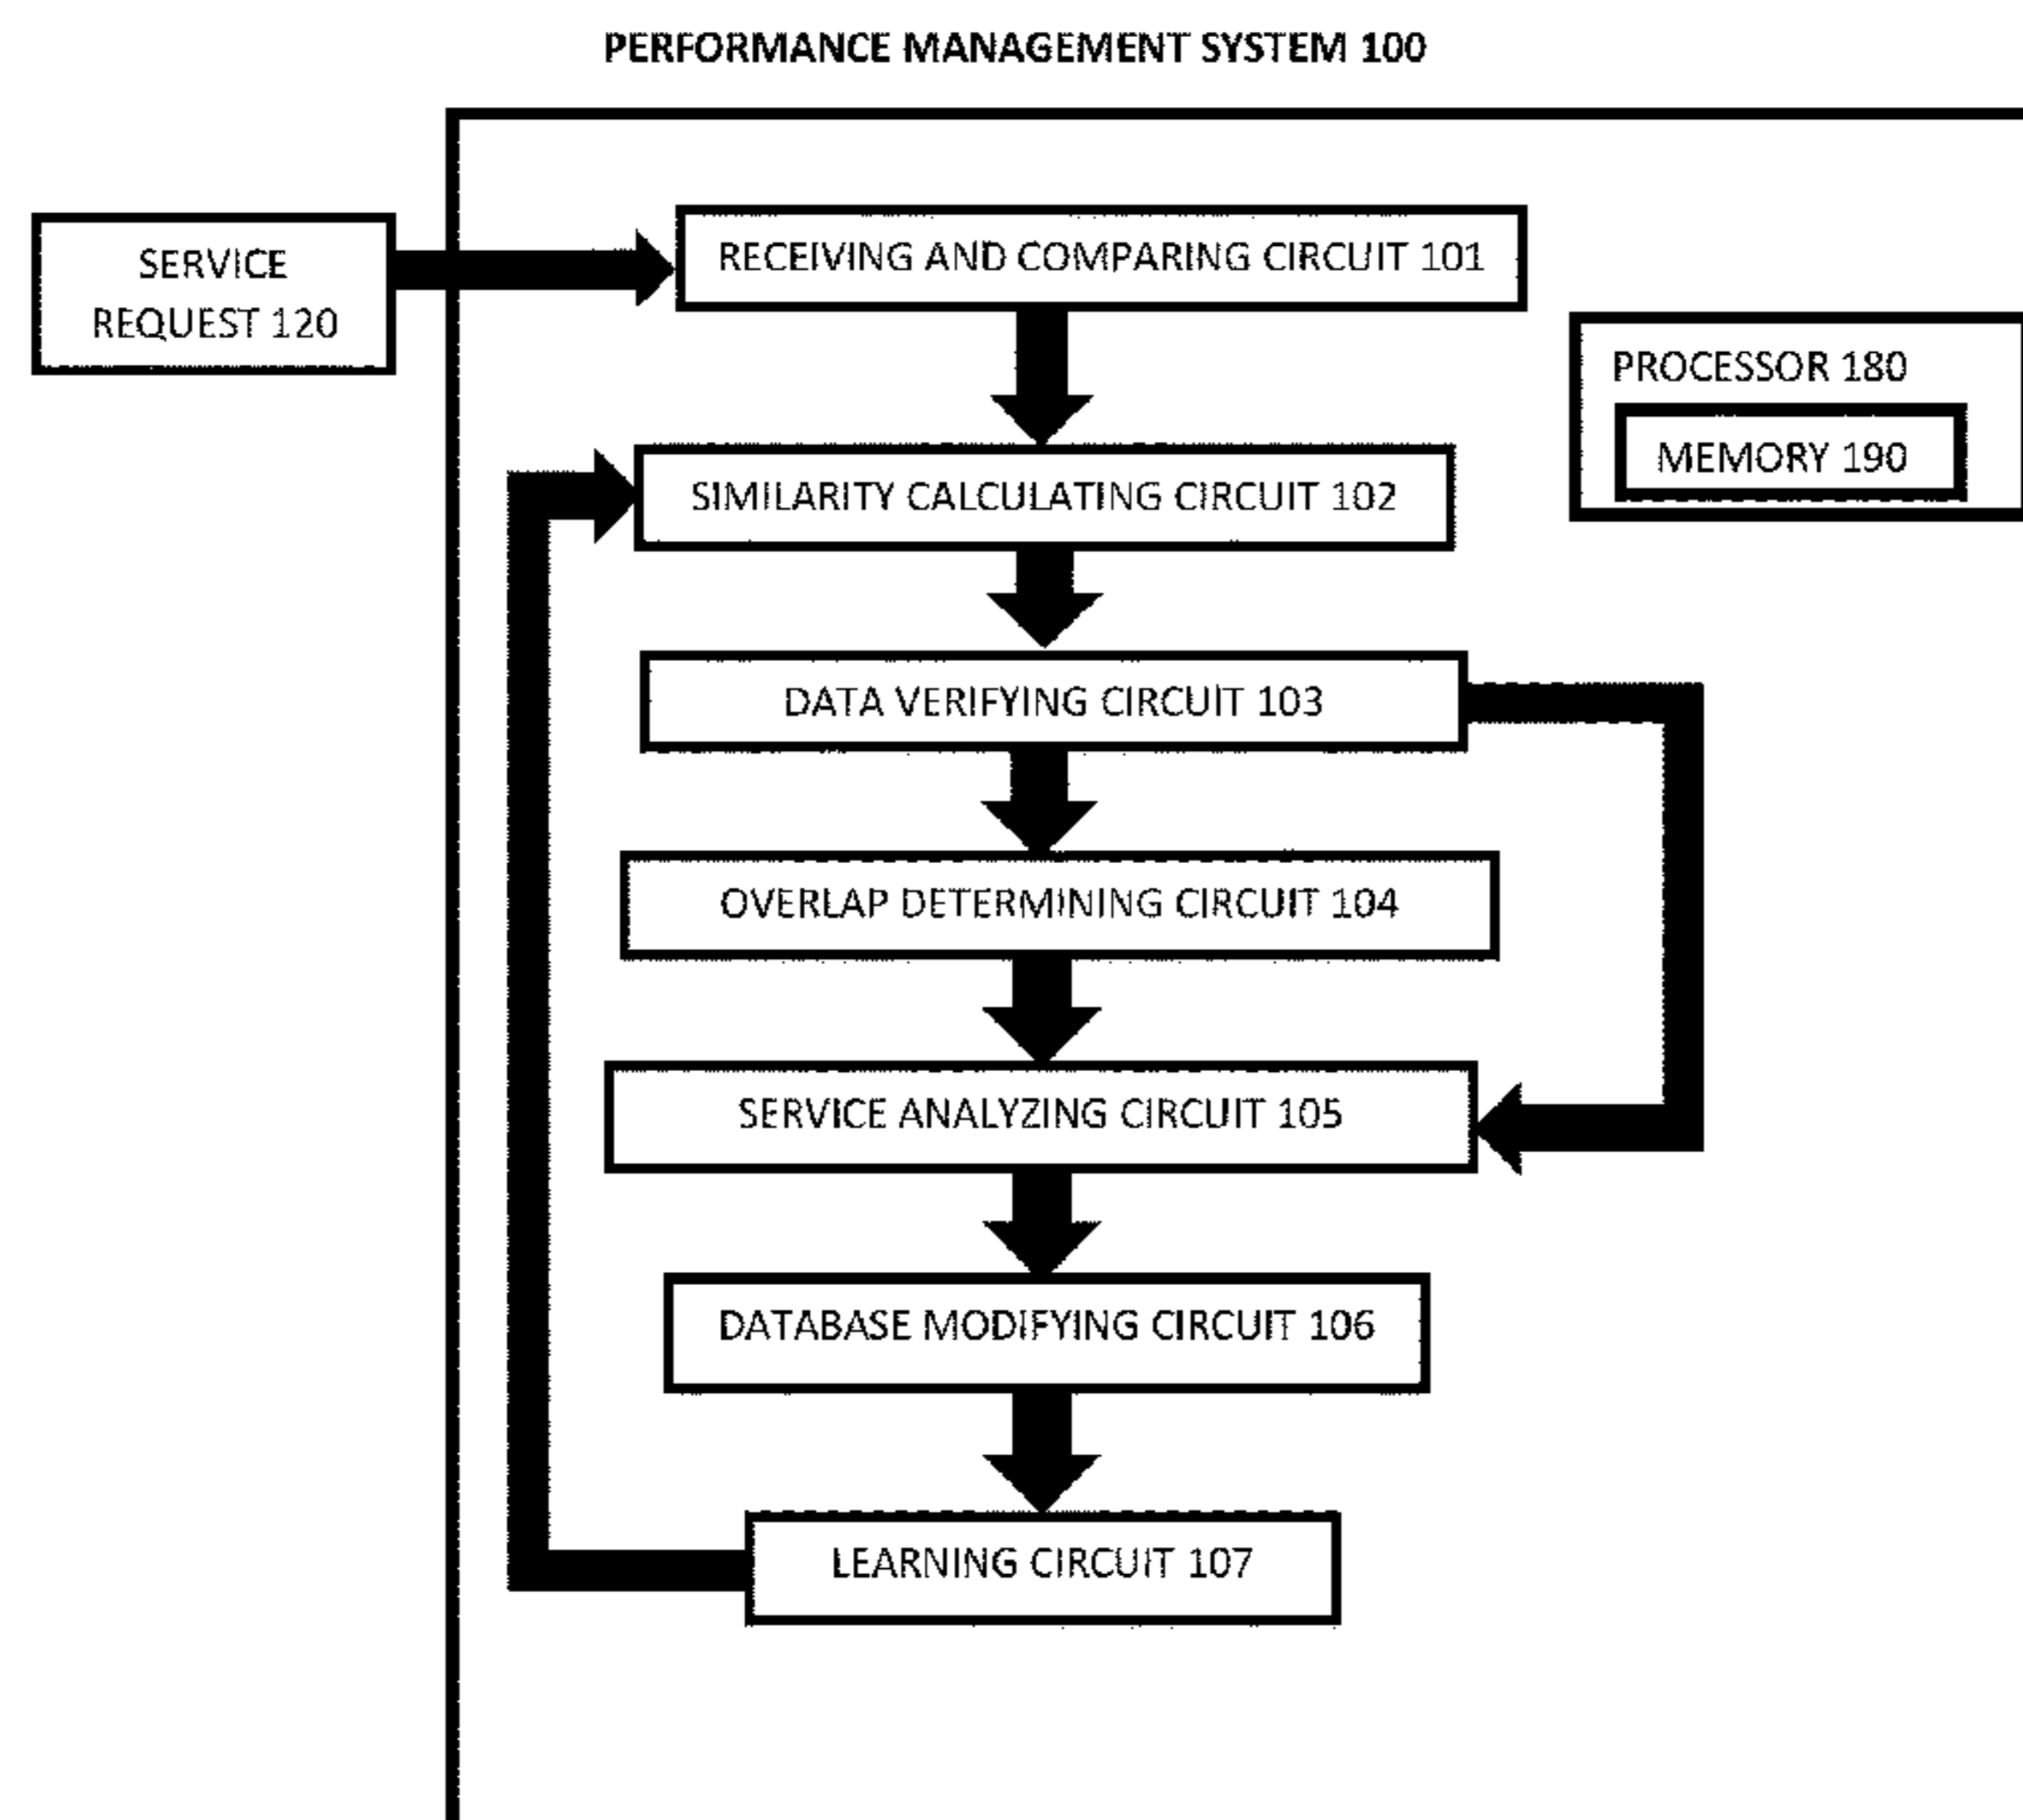 PERFORMANCE MANAGEMENT SYSTEM 100
SERVICE
REQUEST 120
RECEIVING AND COMPARING CIRCUIT 101
PROCESSOR 180
MEMORY 190
SIMILARITY CALCULATING CIRCUIT 102
DATA VERIFYING CIRCUIT 103
OVERLAP DETERMINING CIRCUIT 104
SERVICE ANALYZING CIRCUIT 105
DATABASE MODIFYING CIRCUIT 106
LEARNING CIRCUIT 107